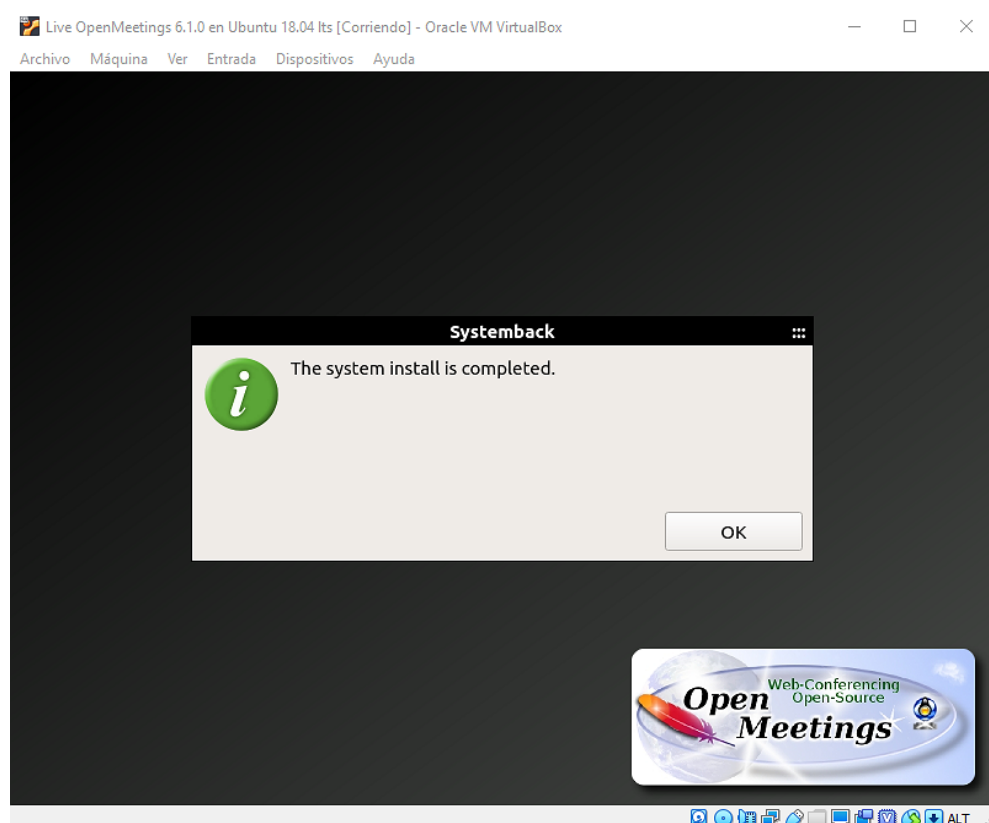 Live OpenMeetings 6.1.0 en Ubuntu 18.04 lts [Corriendo] - Oracle VM VirtualBox
Archivo Máquina Ver Entrada Dispositivos Ayuda
Systemback
The system install is completed.
OK
Web-Conferencing
Open-Source
Open
Meetings
ALT